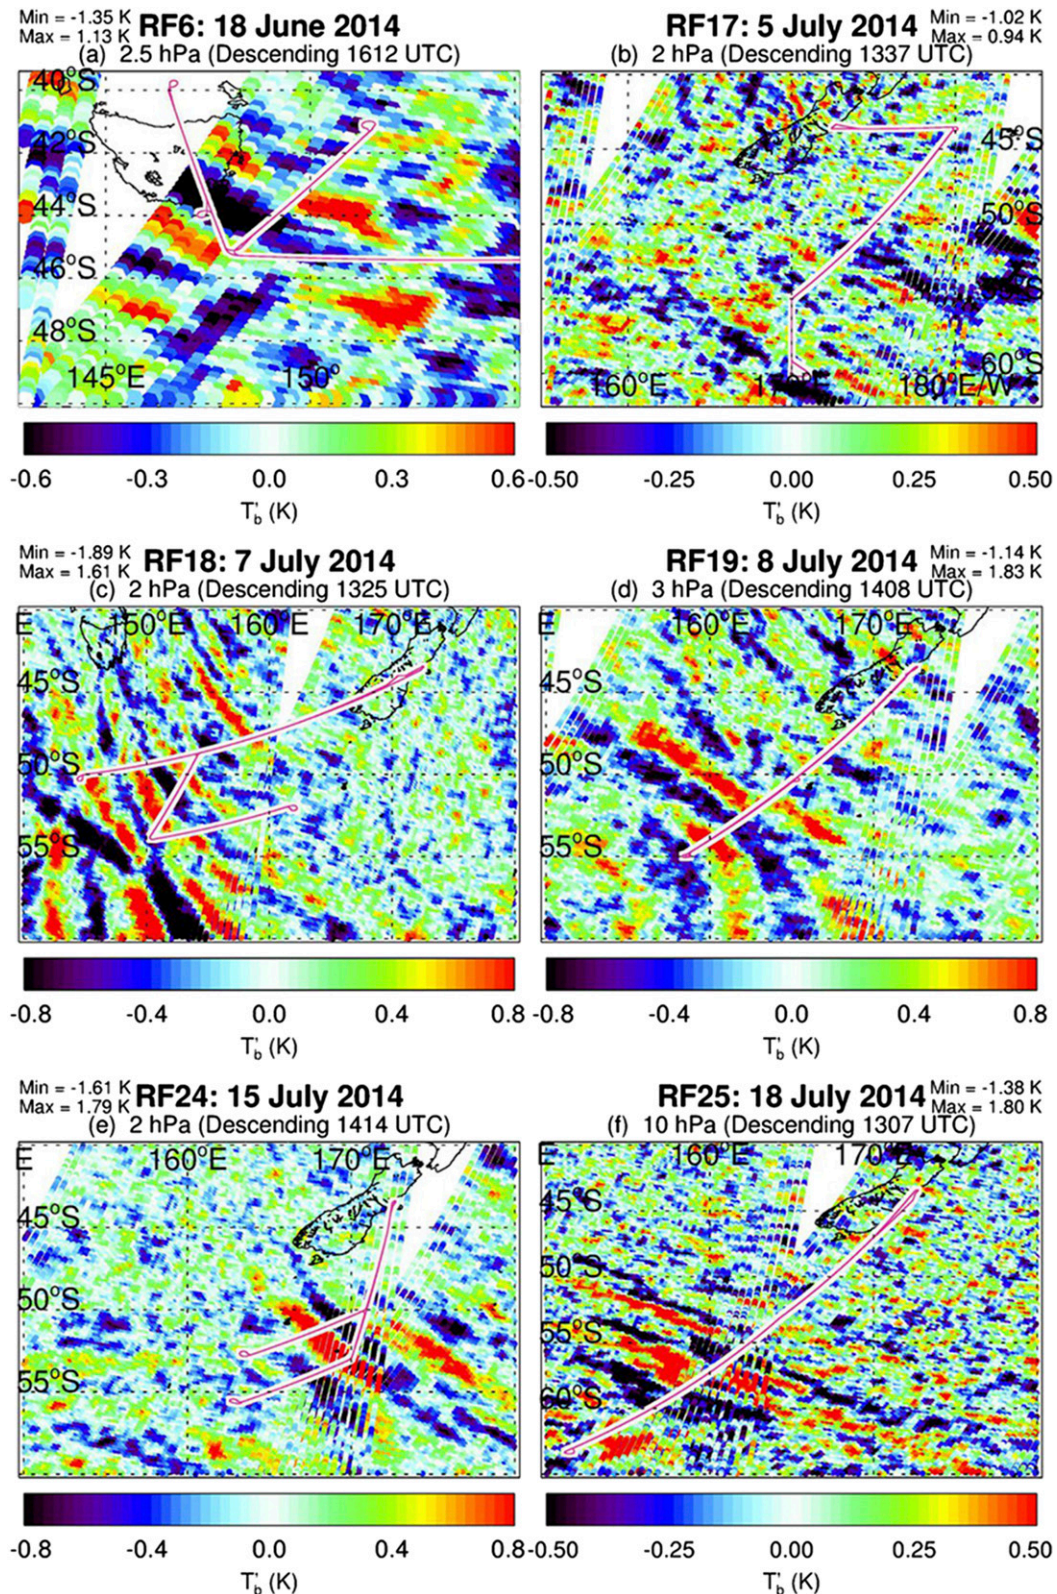 Min = -1.35 K
Max = 1.13 K
RF6: 18 June 2014
(a) 2.5 hPa (Descending 1612 UTC)
40°S
42°S
44°S
46°S
48°S
145°E 150°
-0.6 -0.3 0.0 0.3 0.6
T'b (K)
RF17: 5 July 2014
Min = -1.02 K
Max = 0.94 K
(b) 2 hPa (Descending 1337 UTC)
45°S
50°S
60°S
160°E 170°E 180°E/W
-0.50 -0.25 0.00 0.25 0.50
T'b (K)
Min = -1.89 K
Max = 1.61 K
RF18: 7 July 2014
(c) 2 hPa (Descending 1325 UTC)
E 150°E 160°E 170°E
45°S
50°S
55°S
-0.8 -0.4 0.0 0.4 0.8
T'b (K)
RF19: 8 July 2014
Min = -1.14 K
Max = 1.83 K
(d) 3 hPa (Descending 1408 UTC)
E 160°E 170°E
45°S
50°S
55°S
-0.8 -0.4 0.0 0.4 0.8
T'b (K)
Min = -1.61 K
Max = 1.79 K
RF24: 15 July 2014
(e) 2 hPa (Descending 1414 UTC)
E 160°E 170°E
45°S
50°S
55°S
-0.8 -0.4 0.0 0.4 0.8
T'b (K)
RF25: 18 July 2014
Min = -1.38 K
Max = 1.80 K
(f) 10 hPa (Descending 1307 UTC)
E 160°E 170°E
45°S
50°S
55°S
60°S
-0.50 -0.25 0.00 0.25 0.50
T'b (K)